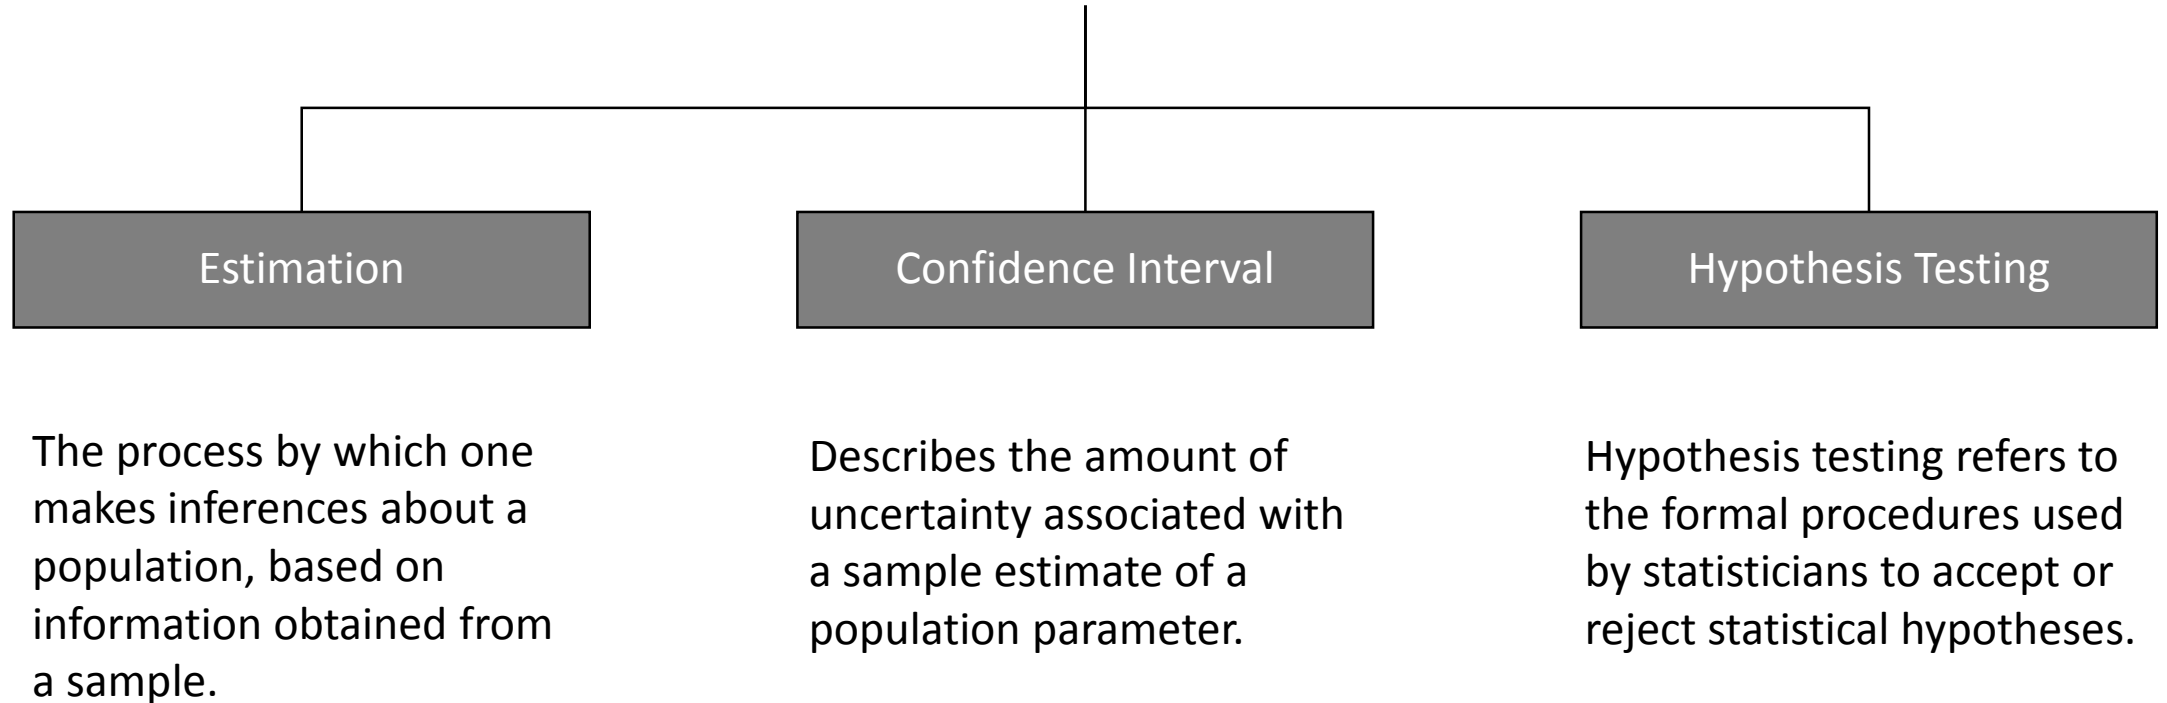 Estimation
Confidence Interval
Hypothesis Testing
The process by which one
makes inferences about a
population, based on
information obtained from
a sample.
Describes the amount of
uncertainty associated with
a sample estimate of a
population parameter.
Hypothesis testing refers to
the formal procedures used
by statisticians to accept or
reject statistical hypotheses.